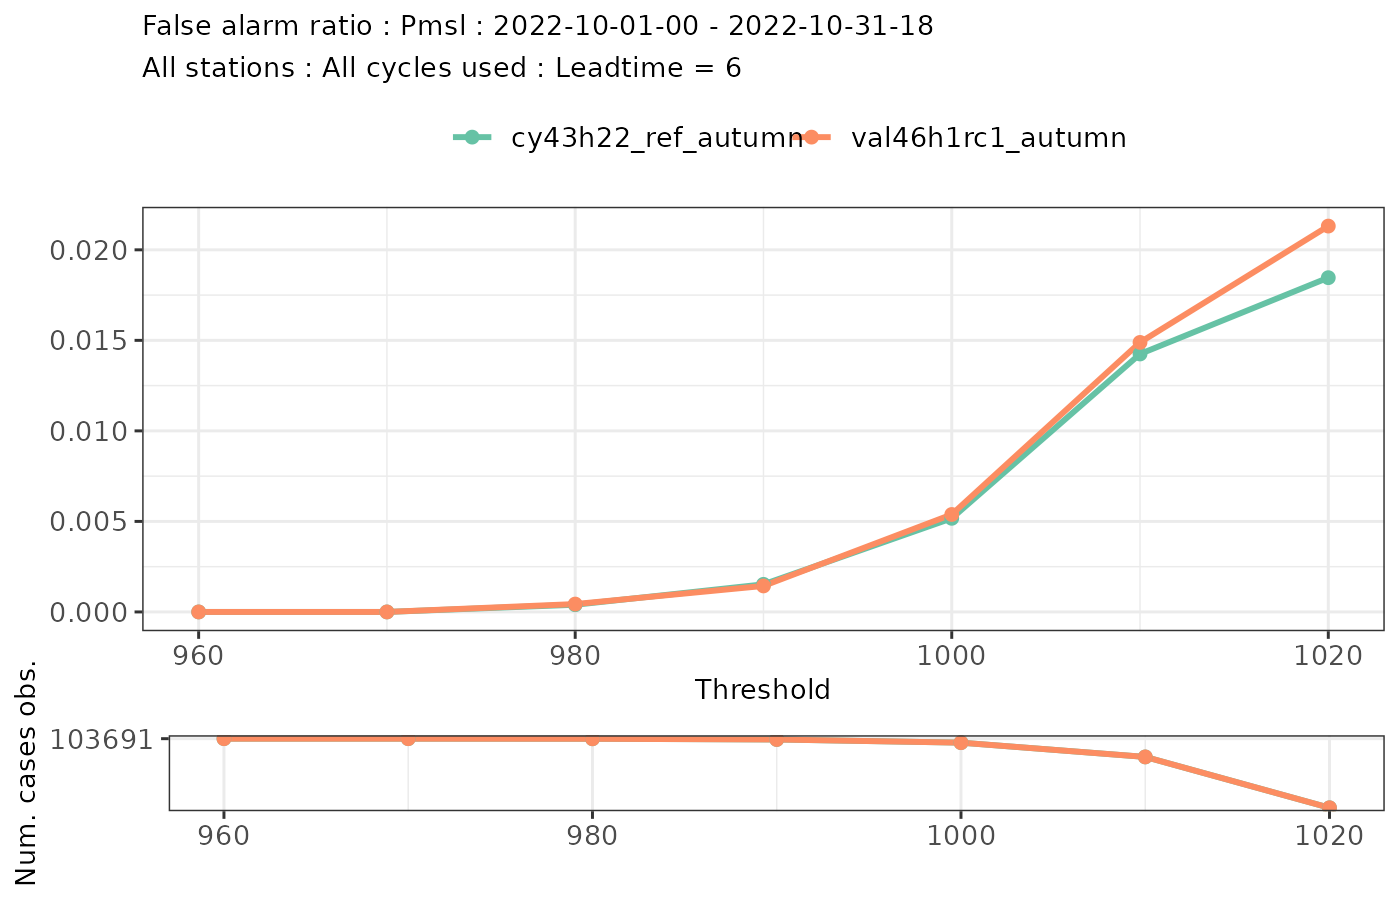 False alarm ratio : Pmsl : 2022-10-01-00 - 2022-10-31-18
All stations : All cycles used : Leadtime = 6
cy43h22_ref_autumn val46h1rc1_autumn
0.020
0.015
0.010
0.005
0.000
960 980 1000 1020
Threshold
Num. cases obs.
103691
960 980 1000 1020